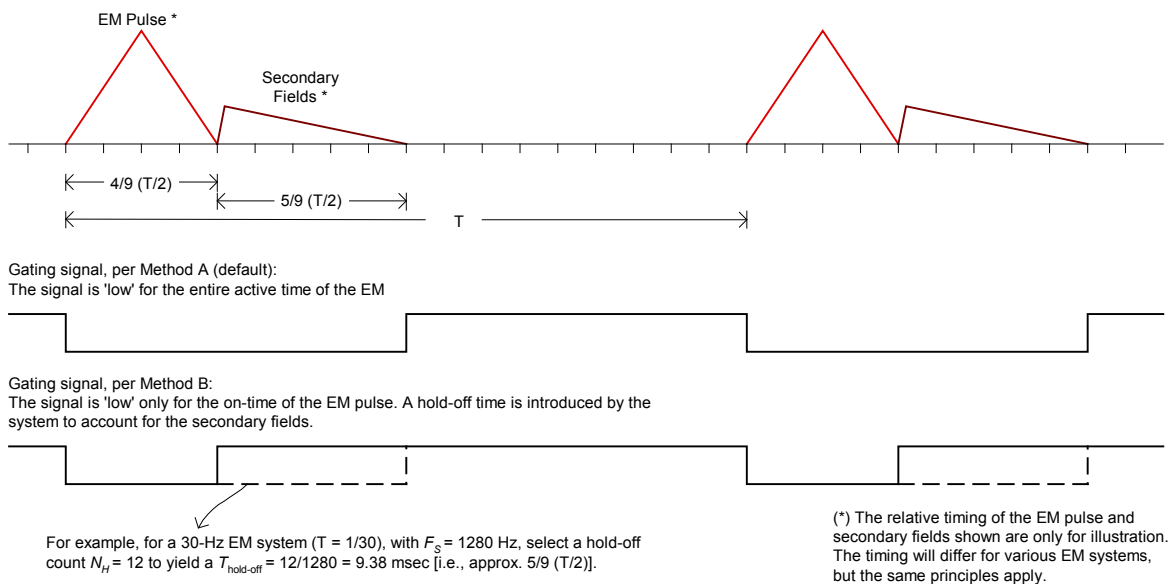 EM Pulse *
Secondary
Fields *
4/9 (T/2)
5/9 (T/2)
T
Gating signal, per Method A (default):
The signal is 'low' for the entire active time of the EM
Gating signal, per Method B:
The signal is 'low' only for the on-time of the EM pulse. A hold-off time is introduced by the
system to account for the secondary fields.
For example, for a 30-Hz EM system (T = 1/30), with F_S = 1280 Hz, select a hold-off
count N_H = 12 to yield a T_hold-off = 12/1280 = 9.38 msec [i.e., approx. 5/9 (T/2)].
(*) The relative timing of the EM pulse and
secondary fields shown are only for illustration.
The timing will differ for various EM systems,
but the same principles apply.